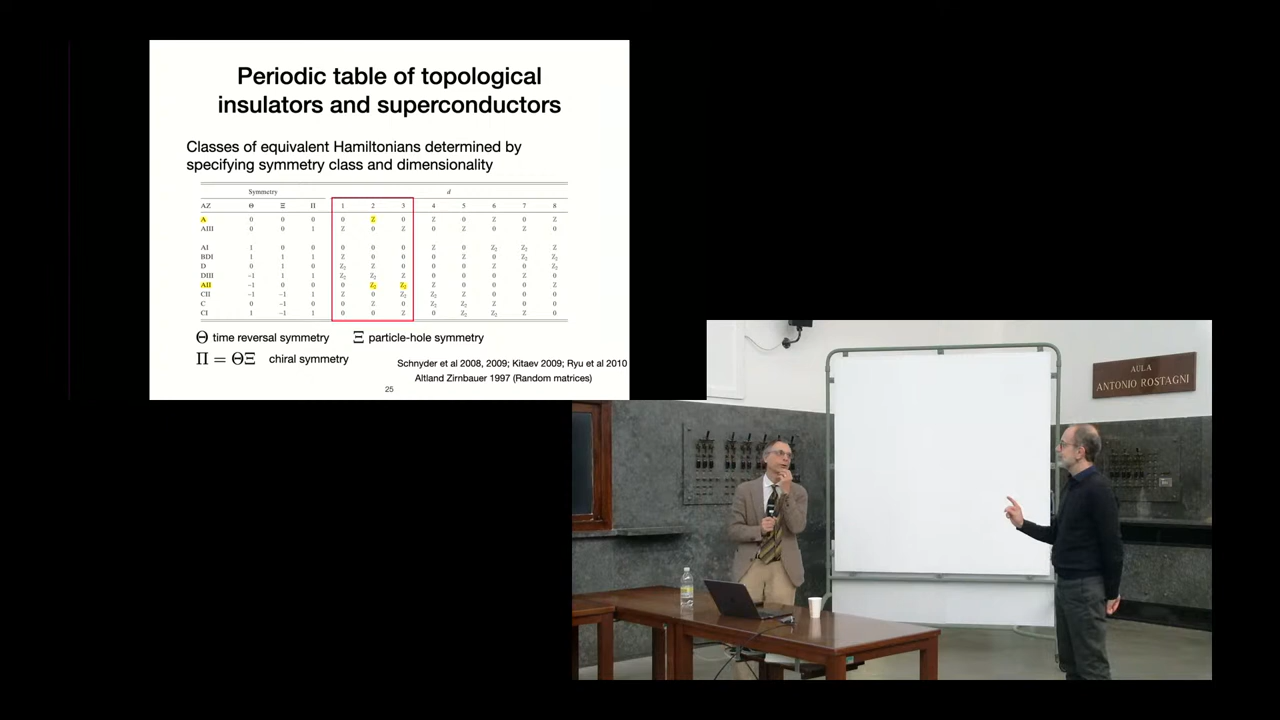 Periodic table of topological
insulators and superconductors
Classes of equivalent Hamiltonians determined by
specifying symmetry class and dimensionality
Symmetry d
AZ Θ Ξ Π 1 2 3 4 5 6 7 8
A 0 0 0 0 Z 0 Z 0 Z 0 Z
AIII 0 0 1 Z 0 Z 0 Z 0 Z 0
AI 1 0 0 0 0 0 Z 0 Z₂ Z₂ Z
BDI 1 1 1 Z 0 0 0 Z 0 Z₂ Z₂
D 0 1 0 Z₂ Z 0 0 0 Z 0 Z₂
DIII −1 1 1 Z₂ Z₂ Z 0 0 0 Z 0
AII −1 0 0 0 Z₂ Z₂ Z 0 0 0 Z
CII −1 −1 1 Z 0 Z₂ Z₂ Z 0 0 0
C 0 −1 0 0 Z 0 Z₂ Z₂ Z 0 0
CI 1 −1 1 0 0 Z 0 Z₂ Z₂ Z 0
Θ time reversal symmetry Ξ particle-hole symmetry
Π = ΘΞ chiral symmetry
Schnyder et al 2008, 2009; Kitaev 2009; Ryu et al 2010
Altland Zirnbauer 1997 (Random matrices)
25
AULA
ANTONIO ROSTAGNI